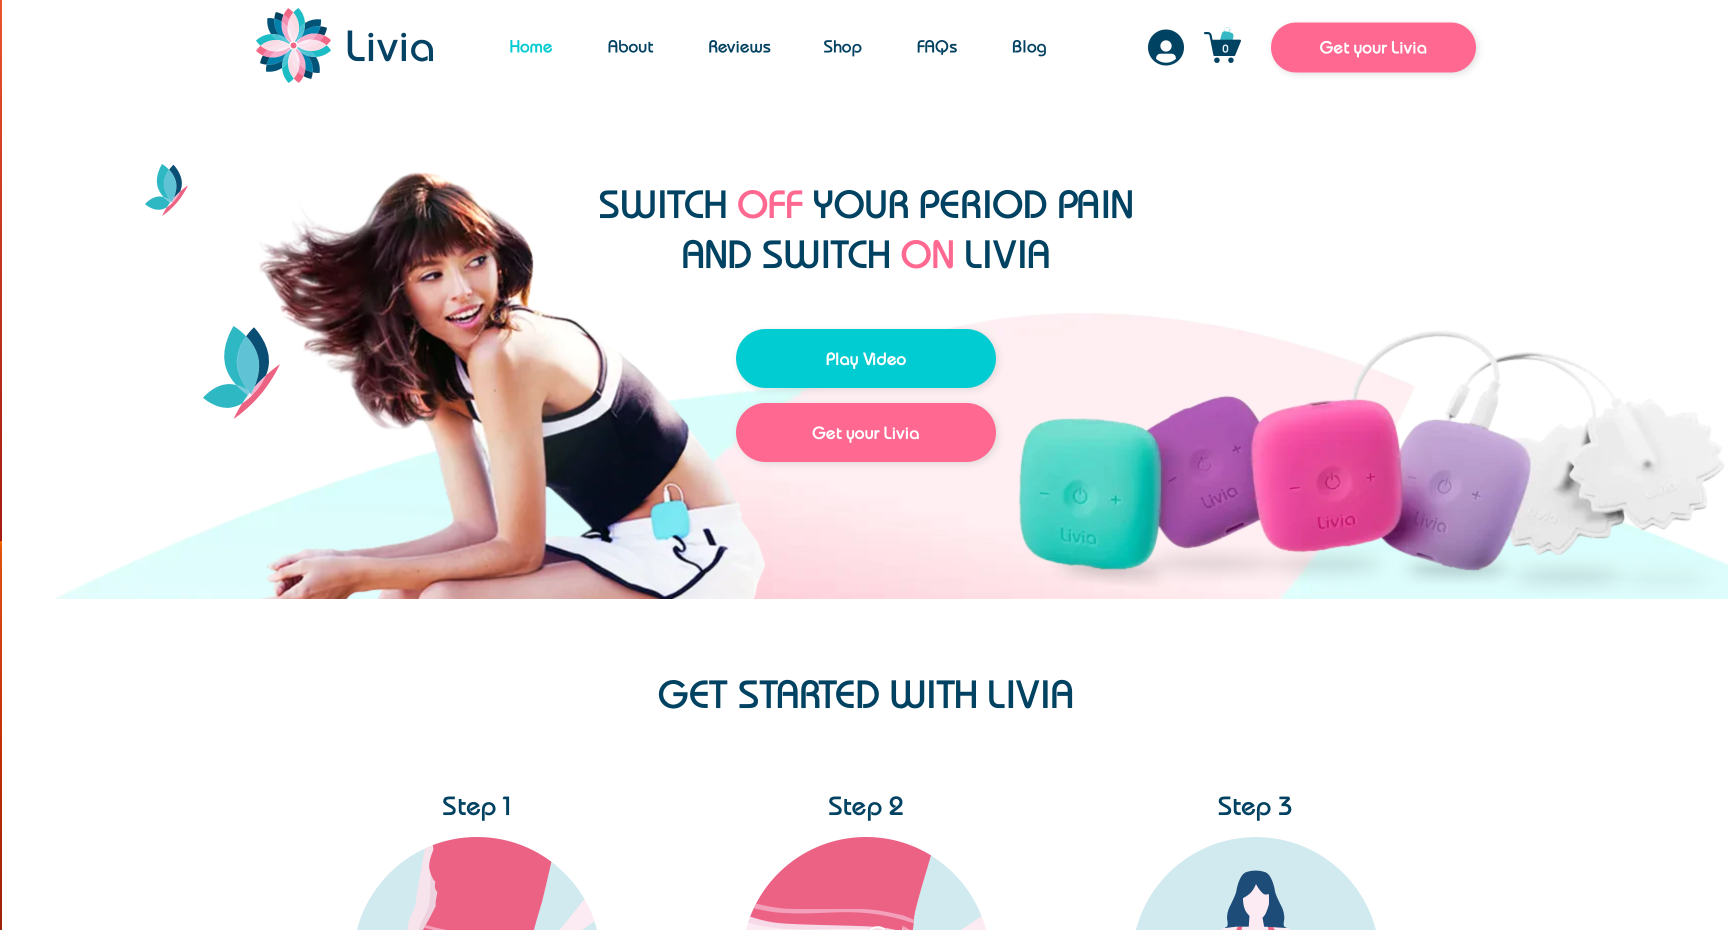 Livia
Home
About
Reviews
Shop
FAQs
Blog
0
Get your Livia
SWITCH OFF YOUR PERIOD PAIN
AND SWITCH ON LIVIA
Play Video
Get your Livia
Livia
Livia
Livia
Livia
GET STARTED WITH LIVIA
Step 1
Step 2
Step 3